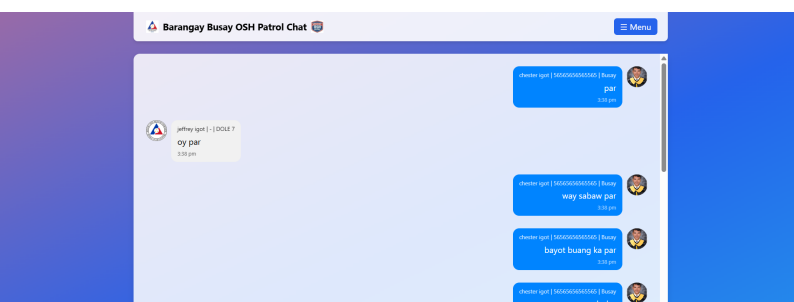 Barangay Busay OSH Patrol Chat
☰ Menu
chester igot | 56565656565565 | Busay
par
3:38 pm
jeffrey igot | - | DOLE 7
oy par
3:38 pm
chester igot | 56565656565565 | Busay
way sabaw par
3:38 pm
chester igot | 56565656565565 | Busay
bayot buang ka par
3:38 pm
chester igot | 56565656565565 | Busay